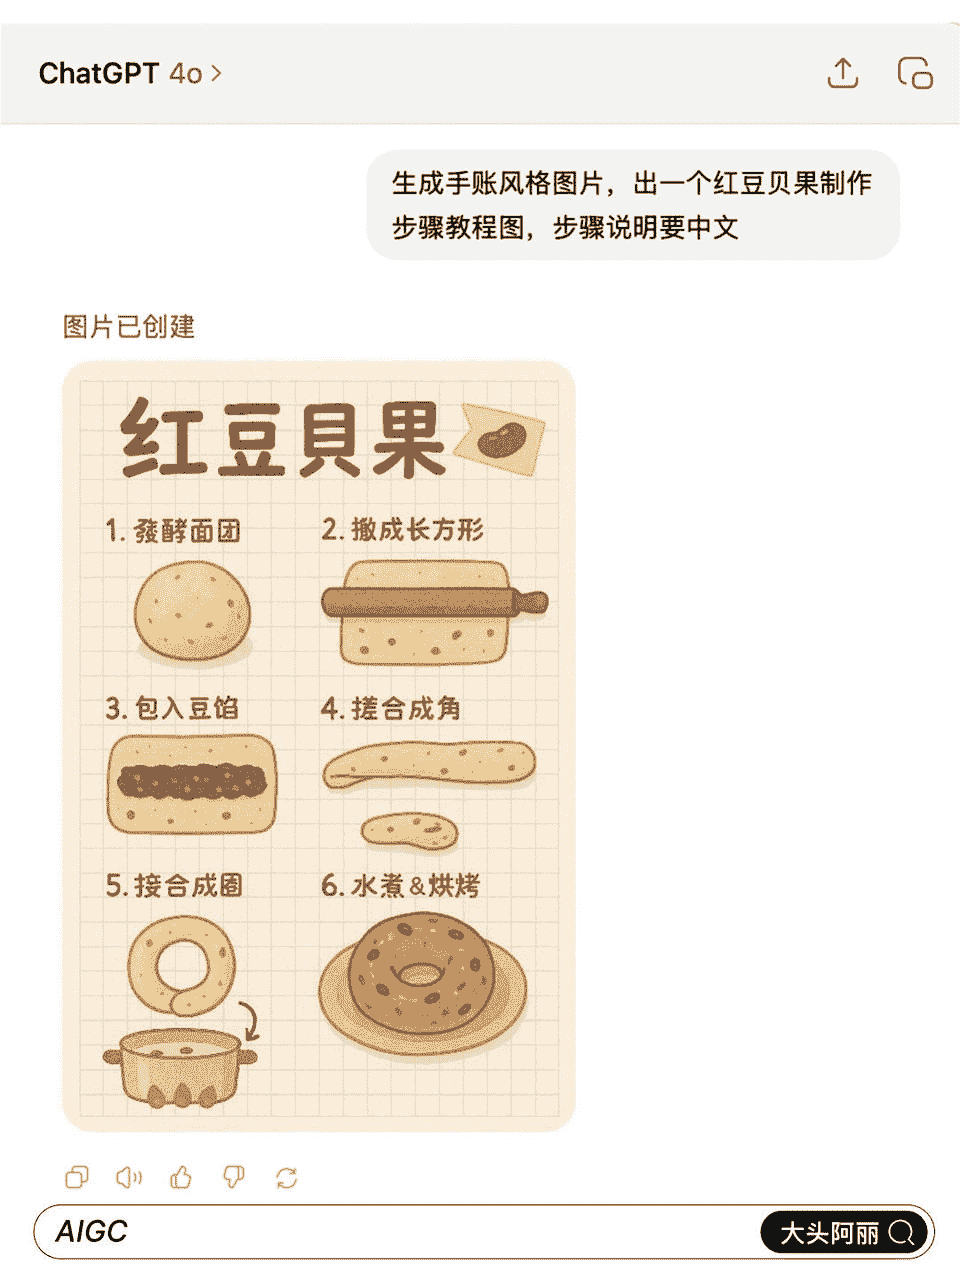 ChatGPT 4o >
生成手账风格图片，出一个红豆贝果制作
步骤教程图，步骤说明要中文
图片已创建
红豆貝果
1. 發酵面团
2. 撤成长方形
3. 包入豆馅
4. 搓合成角
5. 接合成圈
6. 水煮&烘烤
AIGC
大头阿丽